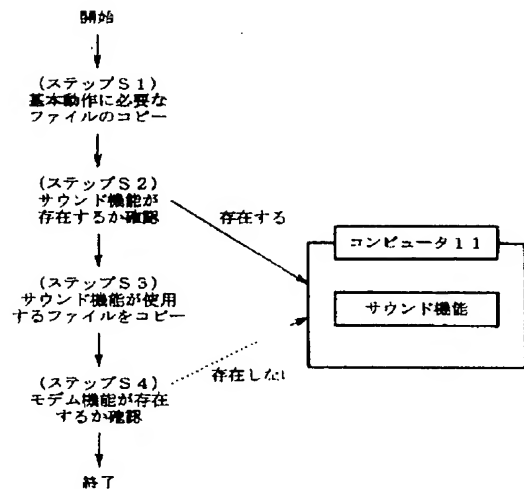 開始
(ステップS1)
基本動作に必要な
ファイルのコピー
(ステップS2)
サウンド機能が
存在するか確認
存在する
コンピュータ11
サウンド機能
(ステップS3)
サウンド機能が使用
するファイルをコピー
(ステップS4)
モデム機能が存在
するか確認
存在しない
終了